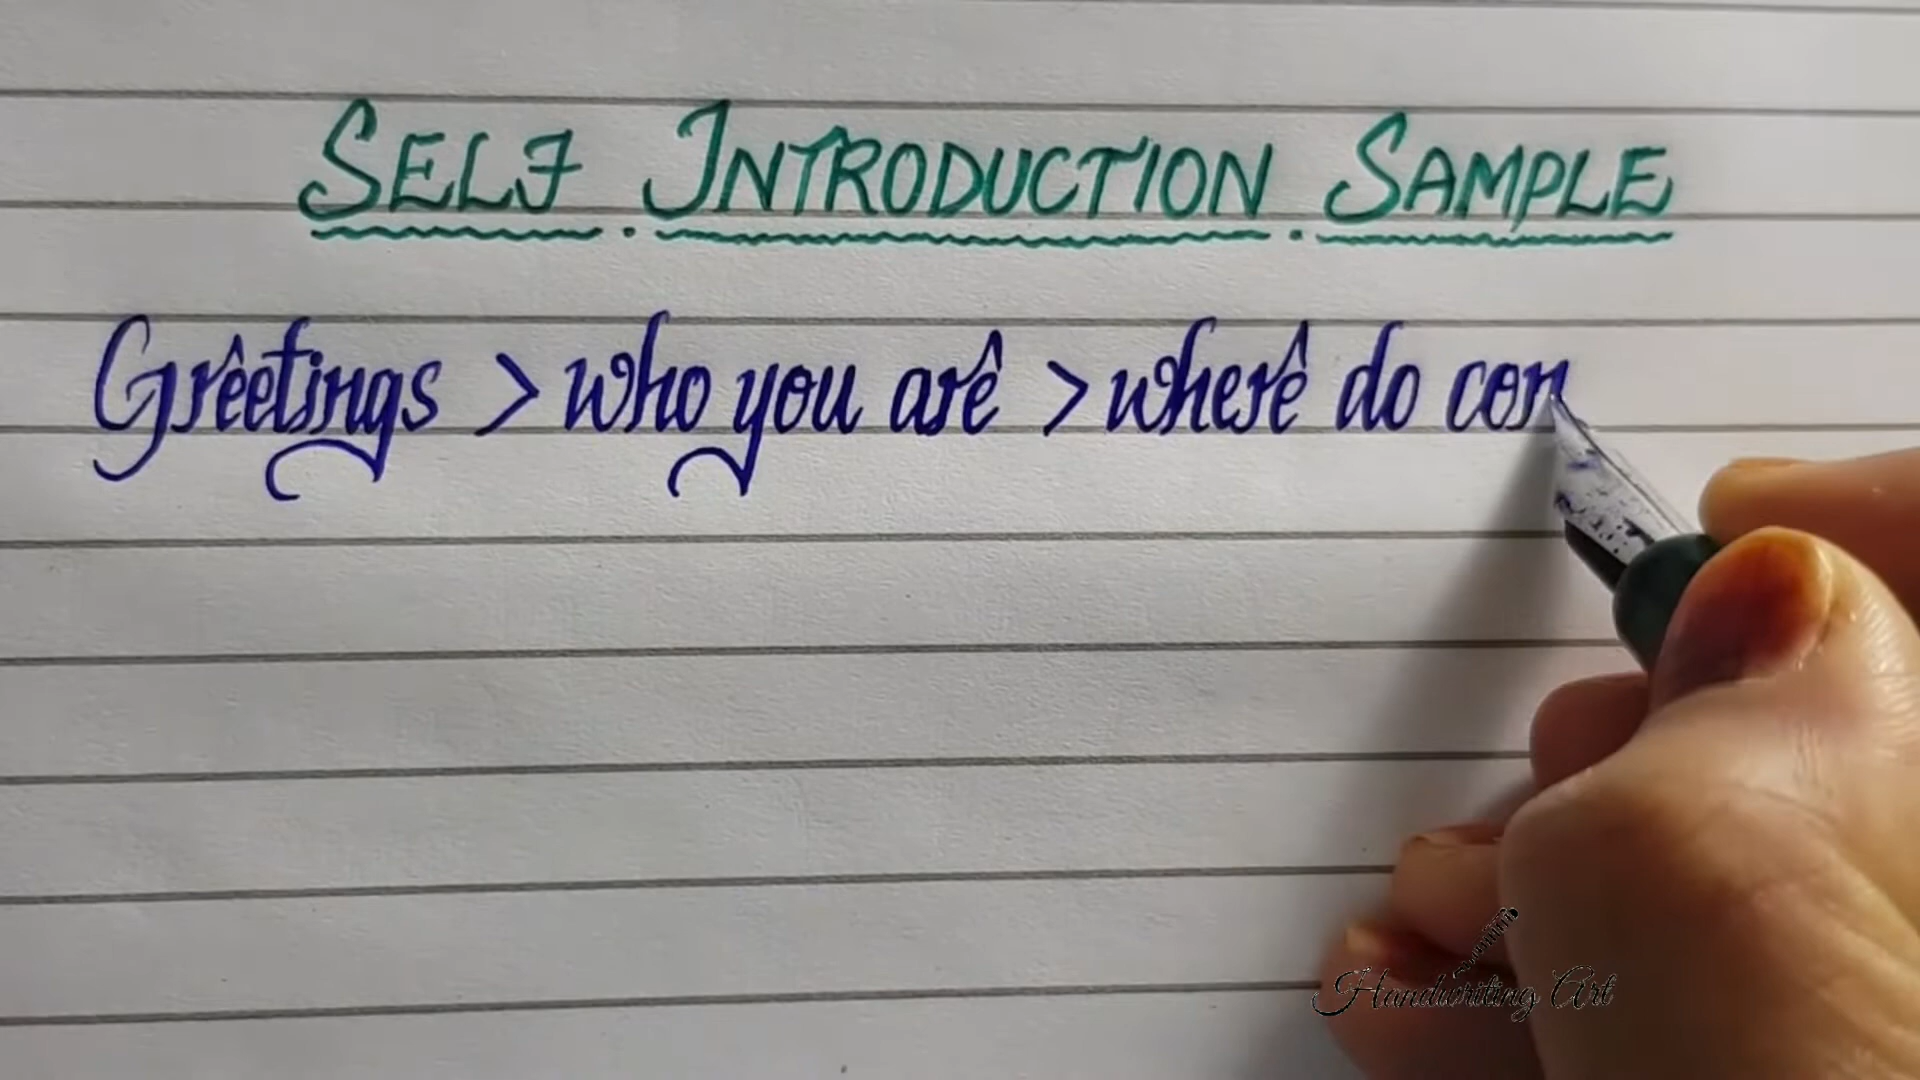 SELF INTRODUCTION SAMPLE
Greetings > who you are > where do con
Handwriting Art